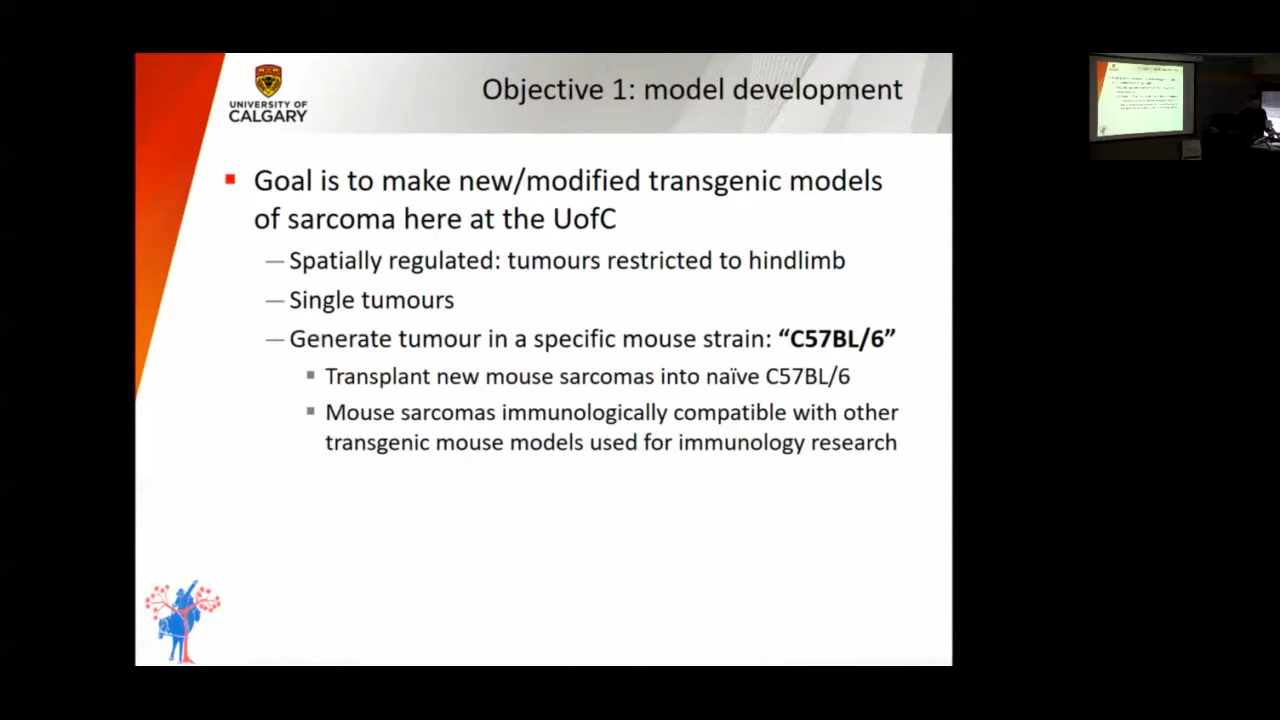 UNIVERSITY OF
CALGARY
Objective 1: model development
Goal is to make new/modified transgenic models
of sarcoma here at the UofC
— Spatially regulated: tumours restricted to hindlimb
— Single tumours
— Generate tumour in a specific mouse strain: “C57BL/6”
Transplant new mouse sarcomas into naïve C57BL/6
Mouse sarcomas immunologically compatible with other
transgenic mouse models used for immunology research